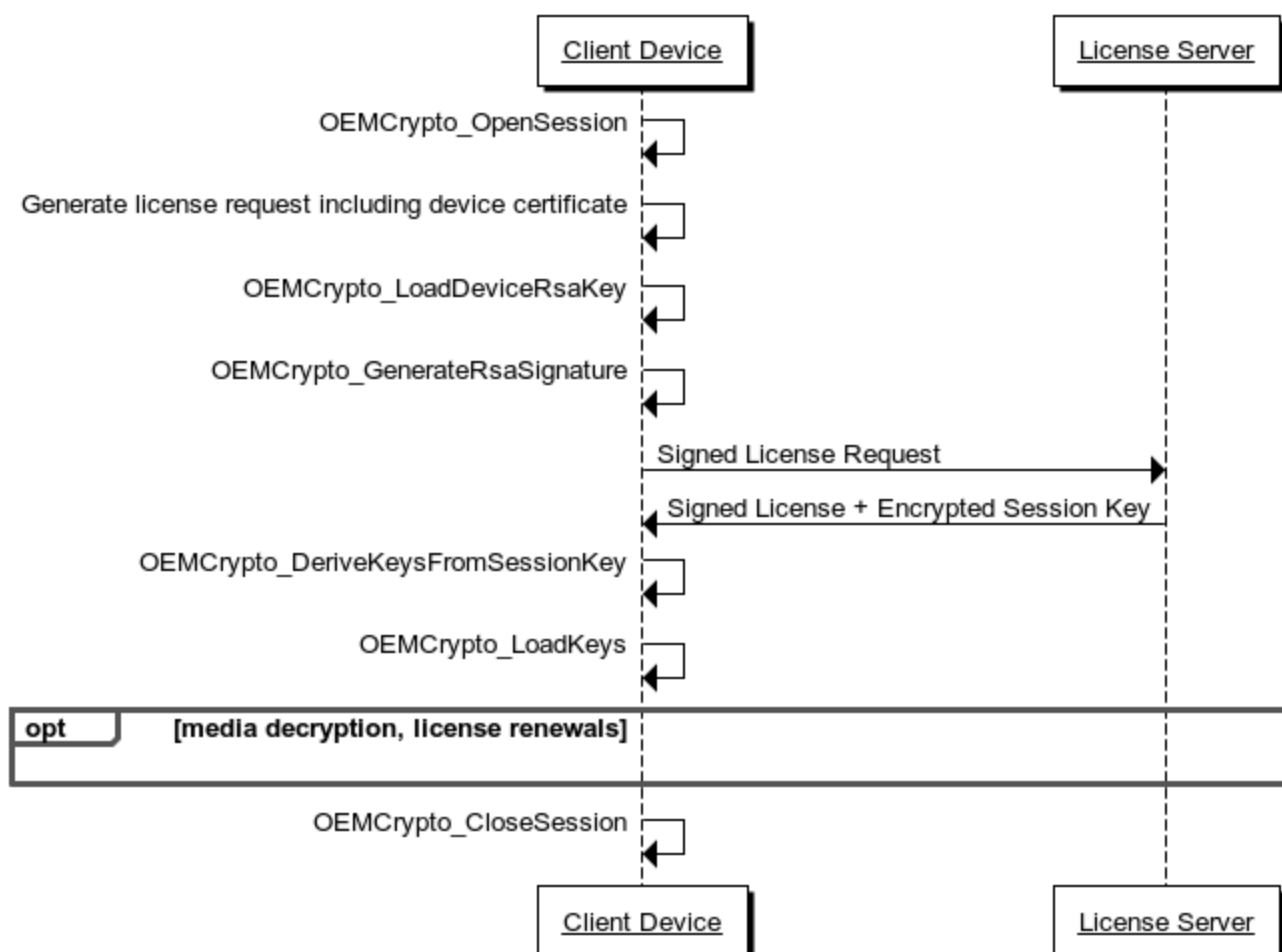 Client Device
License Server
OEMCrypto_OpenSession
Generate license request including device certificate
OEMCrypto_LoadDeviceRsaKey
OEMCrypto_GenerateRsaSignature
Signed License Request
Signed License + Encrypted Session Key
OEMCrypto_DeriveKeysFromSessionKey
OEMCrypto_LoadKeys
opt [media decryption, license renewals]
OEMCrypto_CloseSession
Client Device
License Server